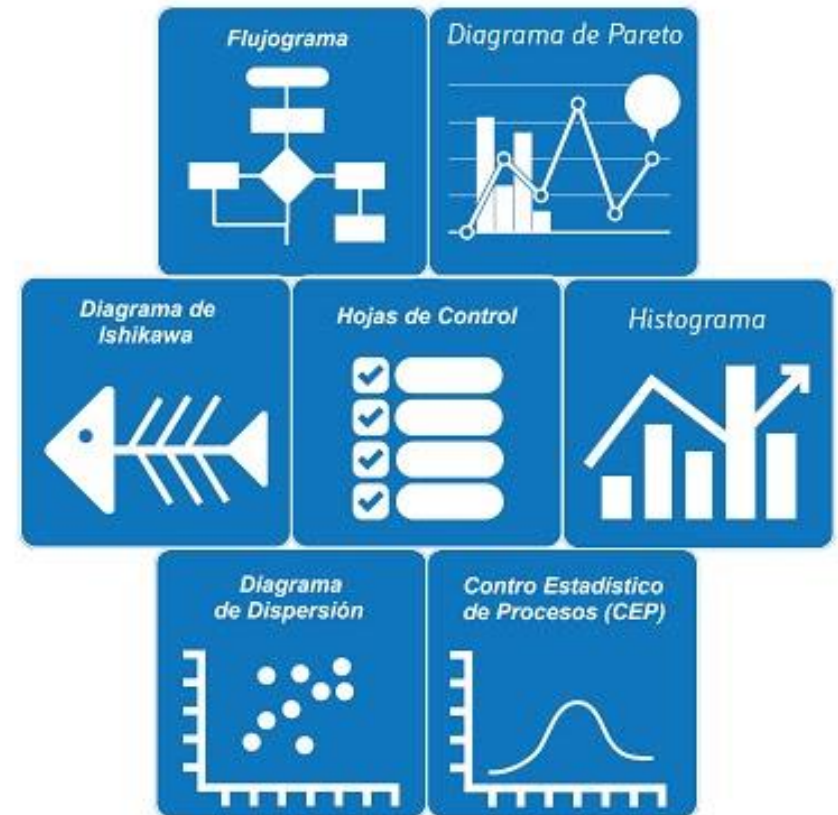 Flujograma
Diagrama de Pareto
Diagrama de
Ishikawa
Hojas de Control
Histograma
Diagrama
de Dispersión
Contro Estadístico
de Procesos (CEP)